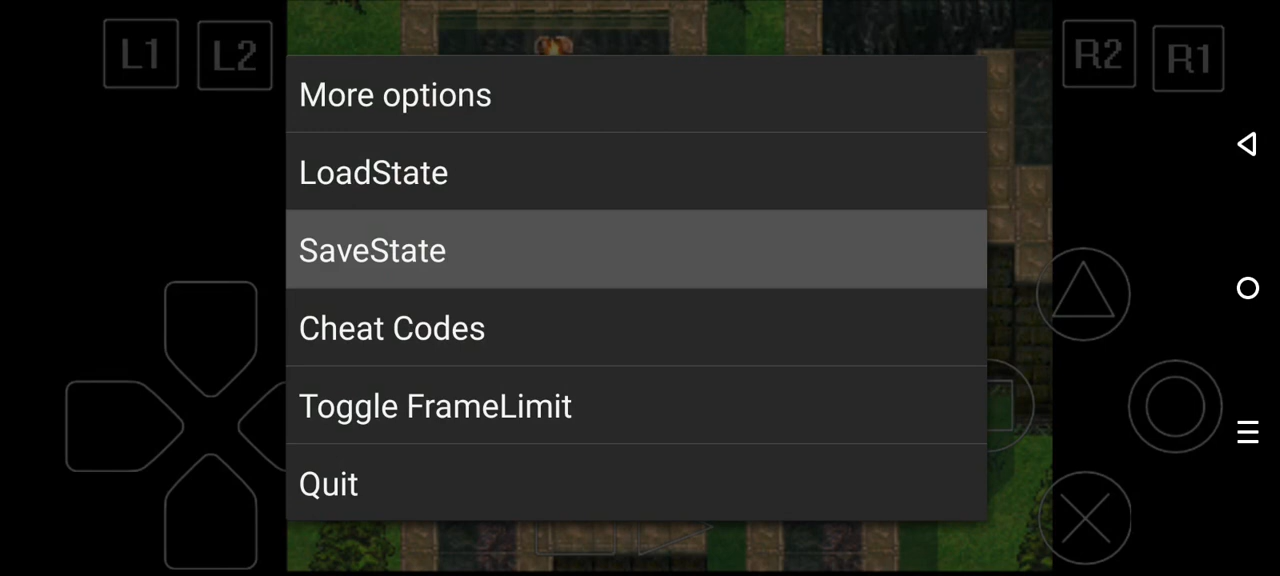 L1
L2
R2
R1
More options
LoadState
SaveState
Cheat Codes
Toggle FrameLimit
Quit